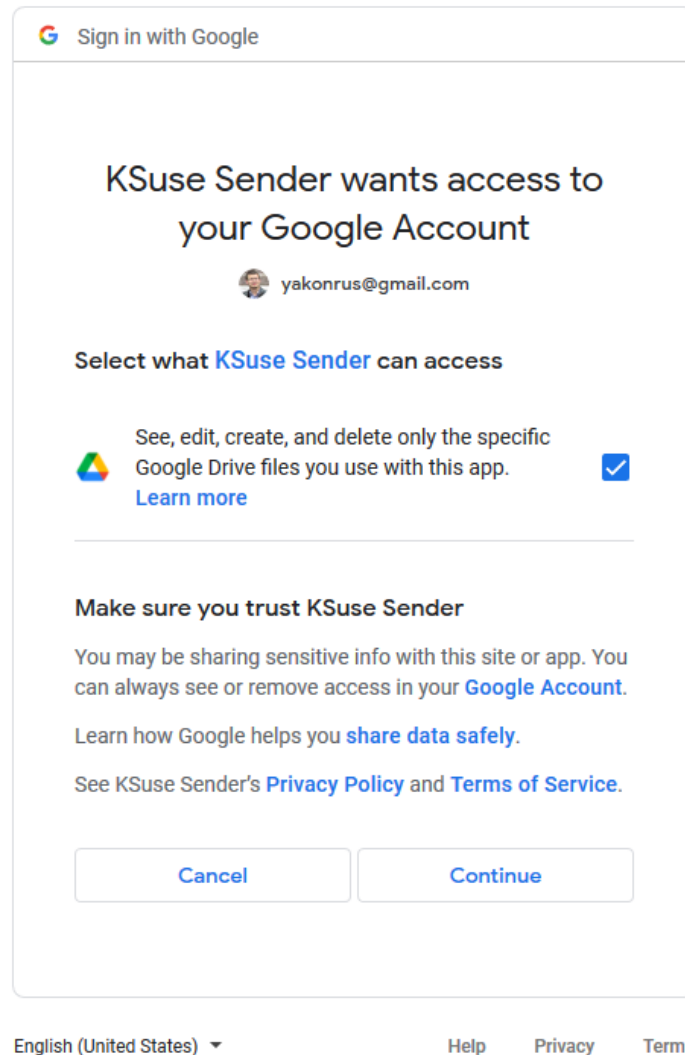 Sign in with Google
KSuse Sender wants access to
your Google Account
yakonrus@gmail.com
Select what KSuse Sender can access
See, edit, create, and delete only the specific
Google Drive files you use with this app.
Learn more
Make sure you trust KSuse Sender
You may be sharing sensitive info with this site or app. You
can always see or remove access in your Google Account.
Learn how Google helps you share data safely.
See KSuse Sender's Privacy Policy and Terms of Service.
Cancel Continue
English (United States) Help Privacy Term